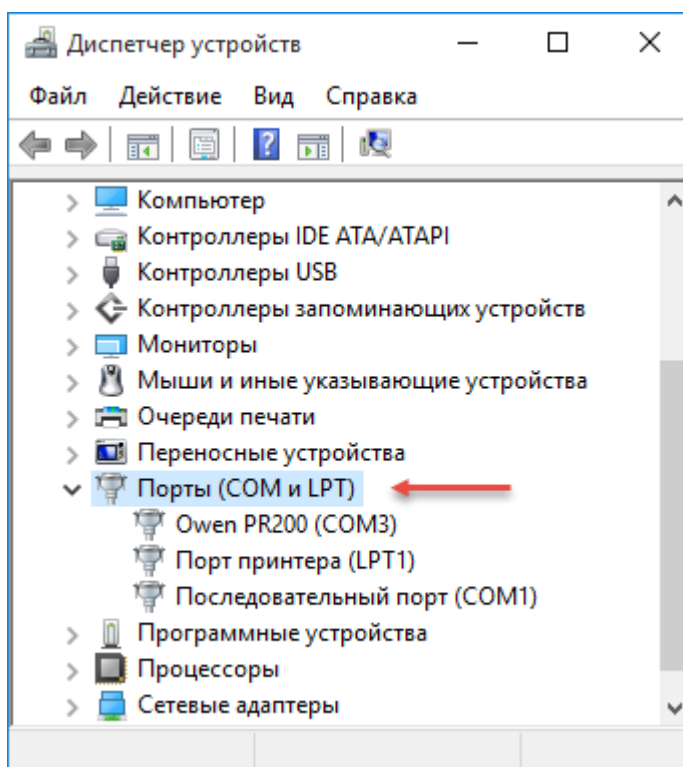 Диспетчер устройств
Файл Действие Вид Справка
Компьютер
Контроллеры IDE ATA/ATAPI
Контроллеры USB
Контроллеры запоминающих устройств
Мониторы
Мыши и иные указывающие устройства
Очереди печати
Переносные устройства
Порты (COM и LPT)
Owen PR200 (COM3)
Порт принтера (LPT1)
Последовательный порт (COM1)
Программные устройства
Процессоры
Сетевые адаптеры